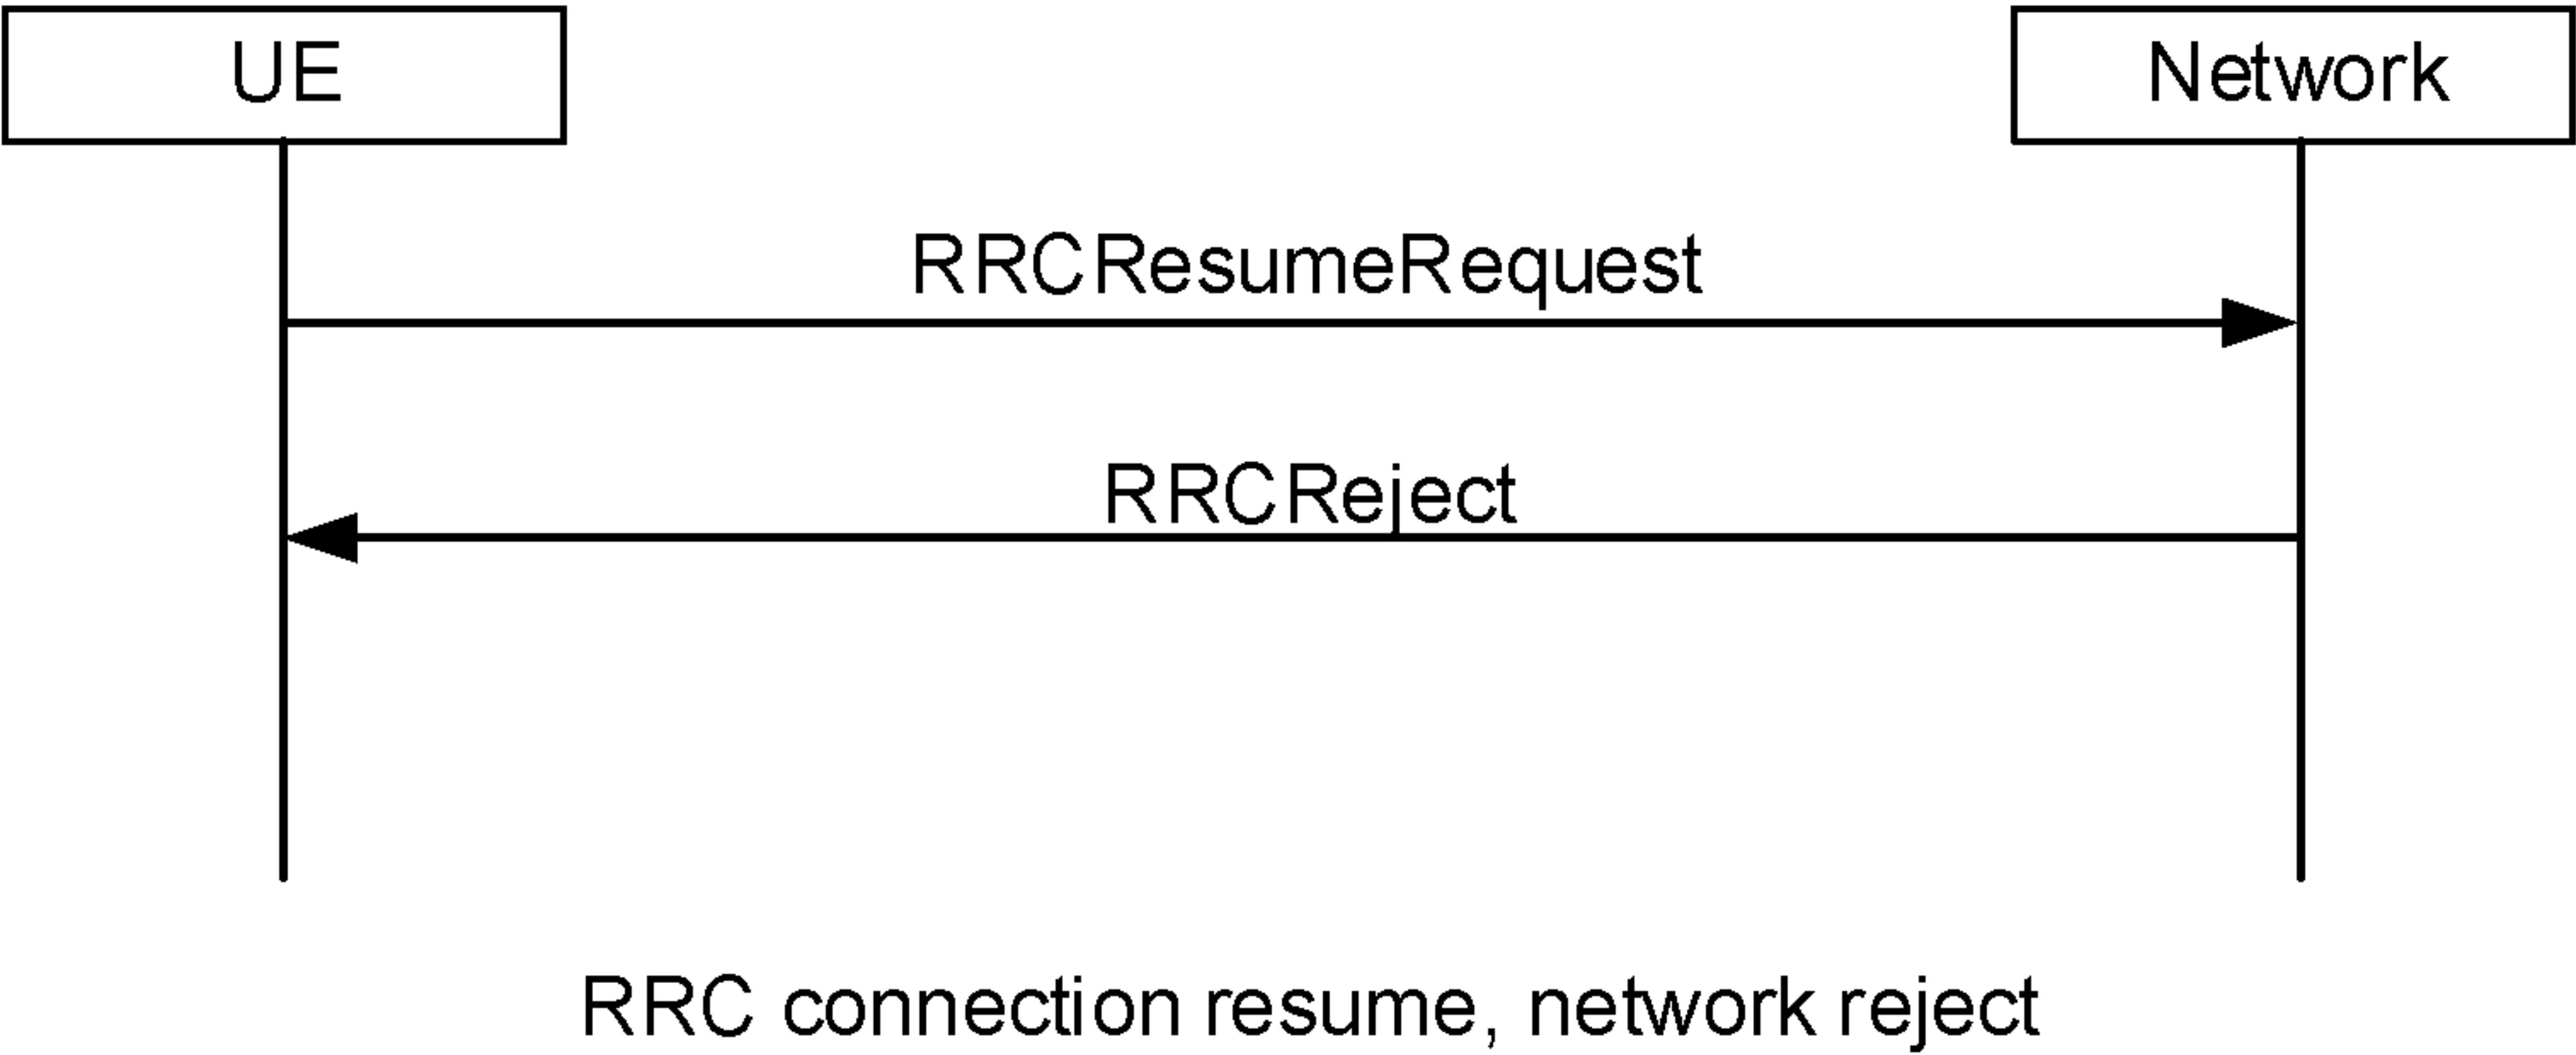 UE
Network
RRCResumeRequest
RRCReject
RRC connection resume, network reject